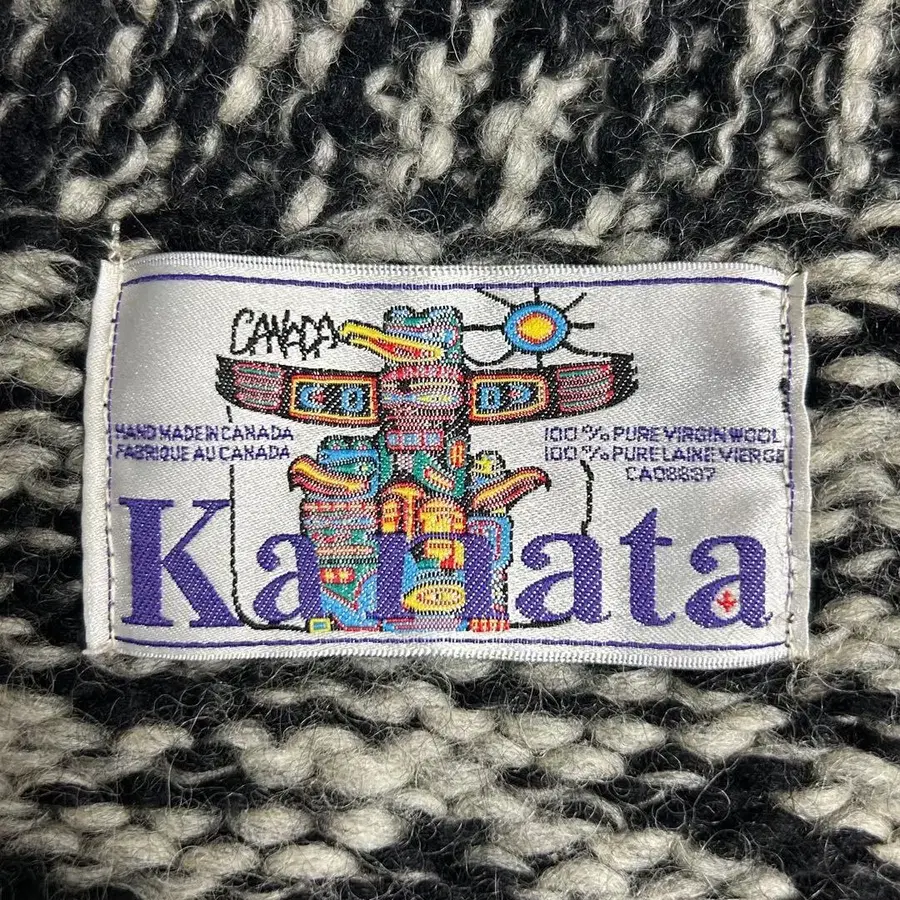 CANADA
HAND MADE IN CANADA
FABRIQUE AU CANADA
100 % PURE VIRGIN WOOL
100 % PURE LAINE VIERGE
CA08837
Kanata